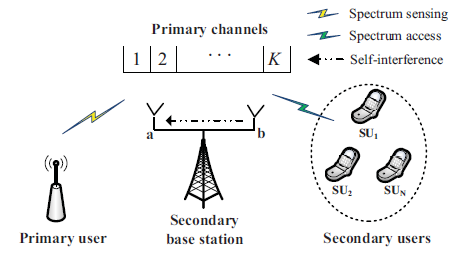 Primary channels
1 2 · · · K
Spectrum sensing
Spectrum access
Self-interference
a b
SU1
SU2 SUN
Primary user
Secondary
base station
Secondary users